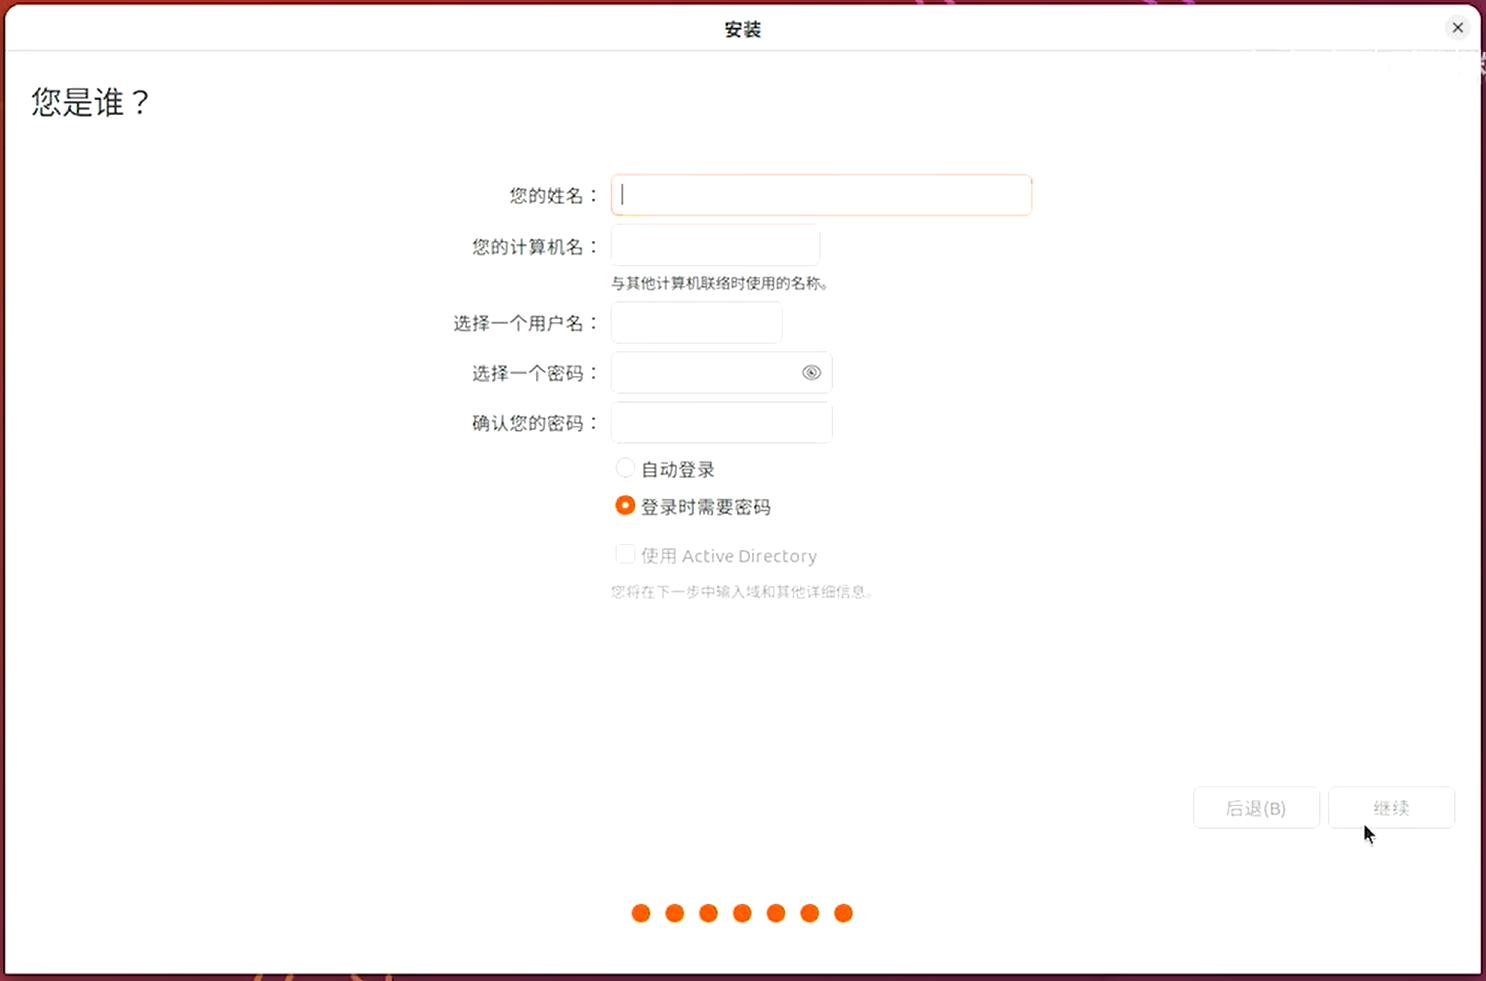 安装
您是谁？
您的姓名：
您的计算机名：
与其他计算机联络时使用的名称。
选择一个用户名：
选择一个密码：
确认您的密码：
自动登录
登录时需要密码
使用 Active Directory
您将在下一步中输入域和其他详细信息。
后退(B)
继续